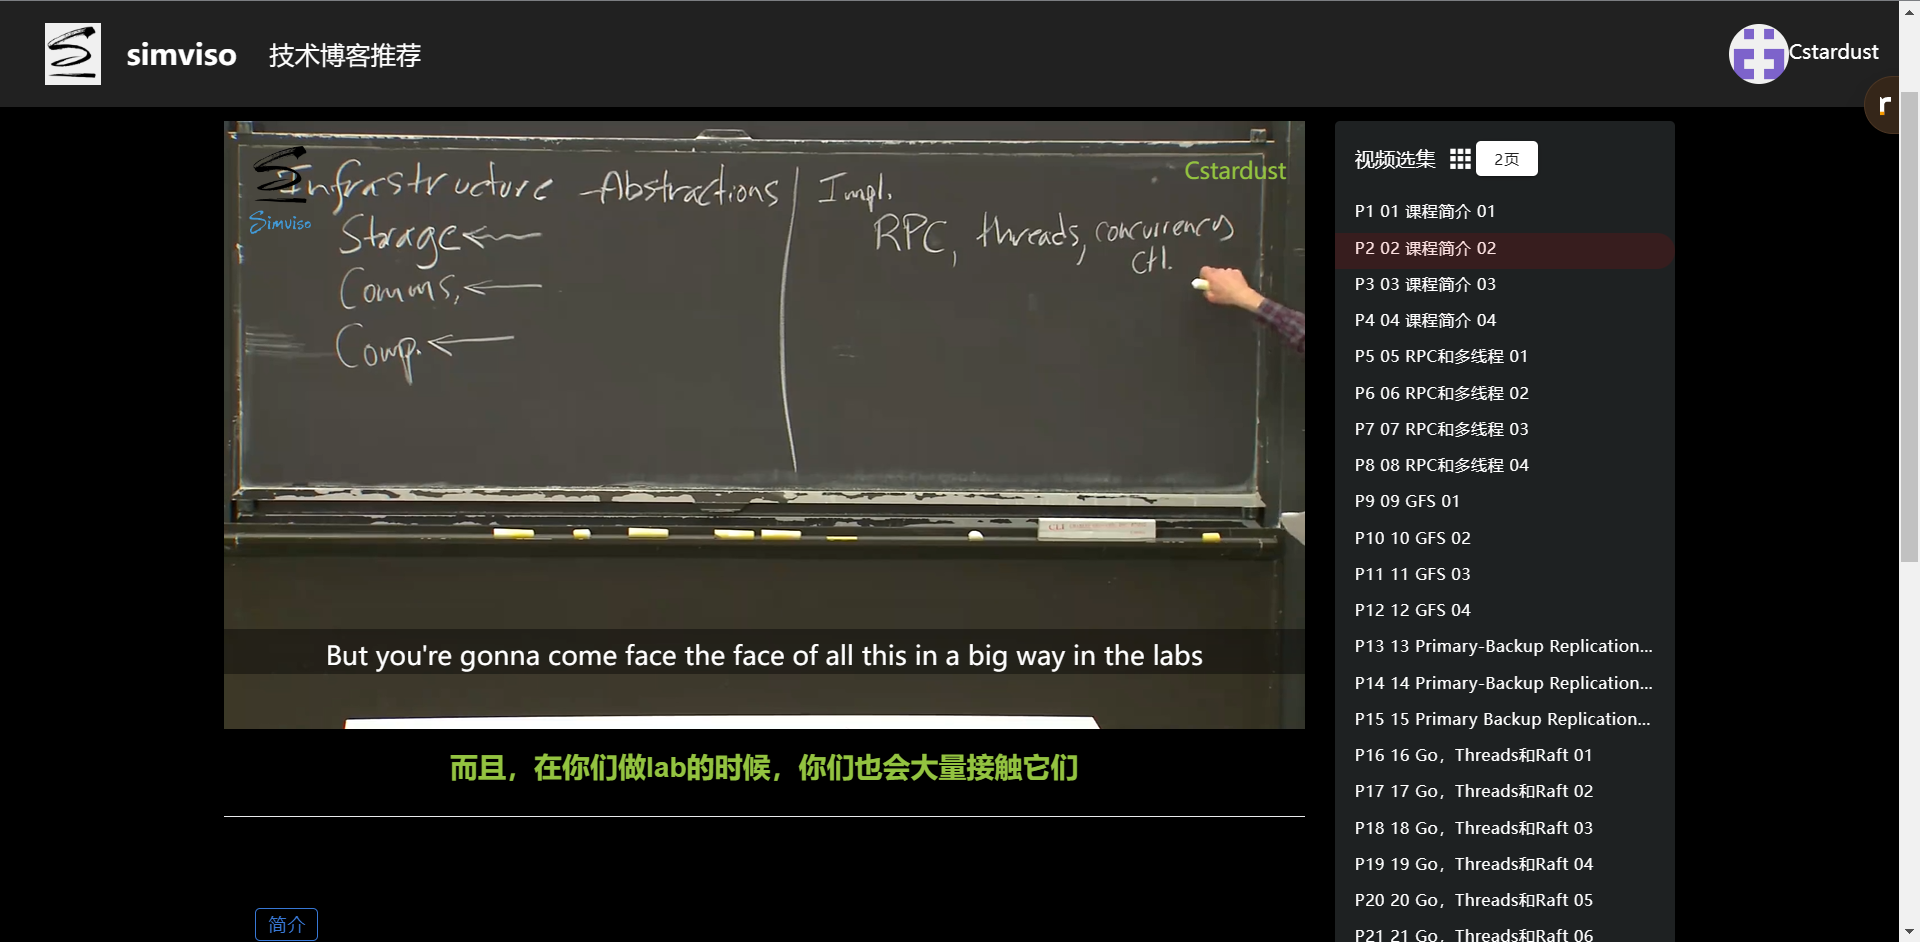 simviso 技术博客推荐
Cstardust
r
Infrastructure - Abstractions
Storage
Comms.
Comp.
Impl.
RPC, threads, concurrency
ctl.
Simviso
Cstardust
But you're gonna come face the face of all this in a big way in the labs
而且，在你们做lab的时候，你们也会大量接触它们
简介
视频选集 2页
P1 01 课程简介 01
P2 02 课程简介 02
P3 03 课程简介 03
P4 04 课程简介 04
P5 05 RPC和多线程 01
P6 06 RPC和多线程 02
P7 07 RPC和多线程 03
P8 08 RPC和多线程 04
P9 09 GFS 01
P10 10 GFS 02
P11 11 GFS 03
P12 12 GFS 04
P13 13 Primary-Backup Replication...
P14 14 Primary-Backup Replication...
P15 15 Primary Backup Replication...
P16 16 Go，Threads和Raft 01
P17 17 Go，Threads和Raft 02
P18 18 Go，Threads和Raft 03
P19 19 Go，Threads和Raft 04
P20 20 Go，Threads和Raft 05
P21 21 Go，Threads和Raft 06